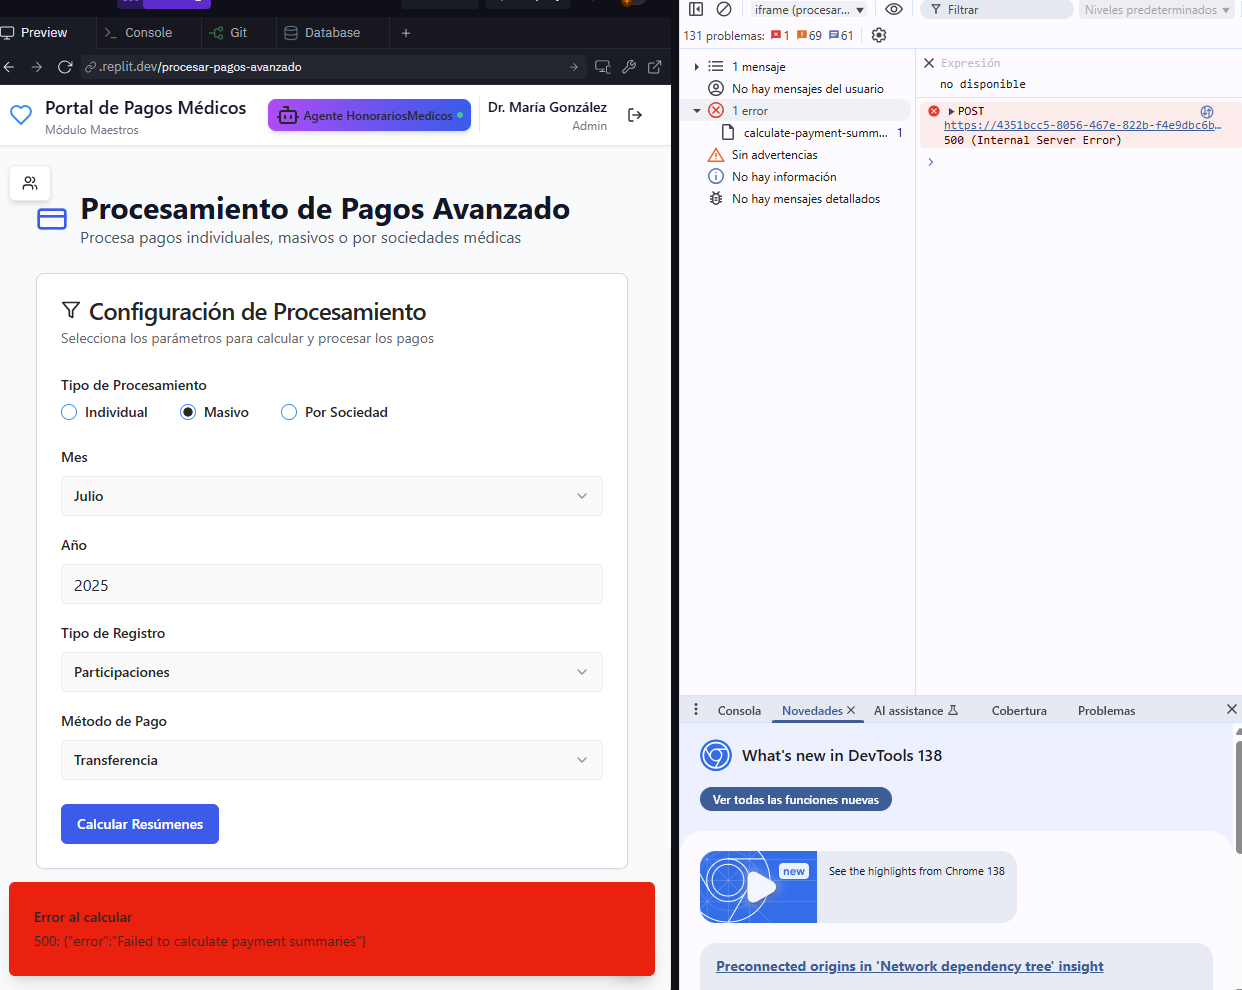 Preview
Console
Git
Database
.replit.dev/procesar-pagos-avanzado
Portal de Pagos Médicos
Módulo Maestros
Agente HonorariosMedicos
Dr. María González
Admin
Procesamiento de Pagos Avanzado
Procesa pagos individuales, masivos o por sociedades médicas
Configuración de Procesamiento
Selecciona los parámetros para calcular y procesar los pagos
Tipo de Procesamiento
Individual
Masivo
Por Sociedad
Mes
Julio
Año
2025
Tipo de Registro
Participaciones
Método de Pago
Transferencia
Calcular Resúmenes
Error al calcular
500: {"error":"Failed to calculate payment summaries"}
iframe (procesar...
Filtrar
Niveles predeterminados
131 problemas: 1 69 61
1 mensaje
No hay mensajes del usuario
1 error
calculate-payment-summ... 1
Sin advertencias
No hay información
No hay mensajes detallados
Expresión
no disponible
POST
https://4351bcc5-8056-467e-822b-f4e9dbc6b...
500 (Internal Server Error)
Consola
Novedades
AI assistance
Cobertura
Problemas
What's new in DevTools 138
Ver todas las funciones nuevas
new
See the highlights from Chrome 138
Preconnected origins in 'Network dependency tree' insight